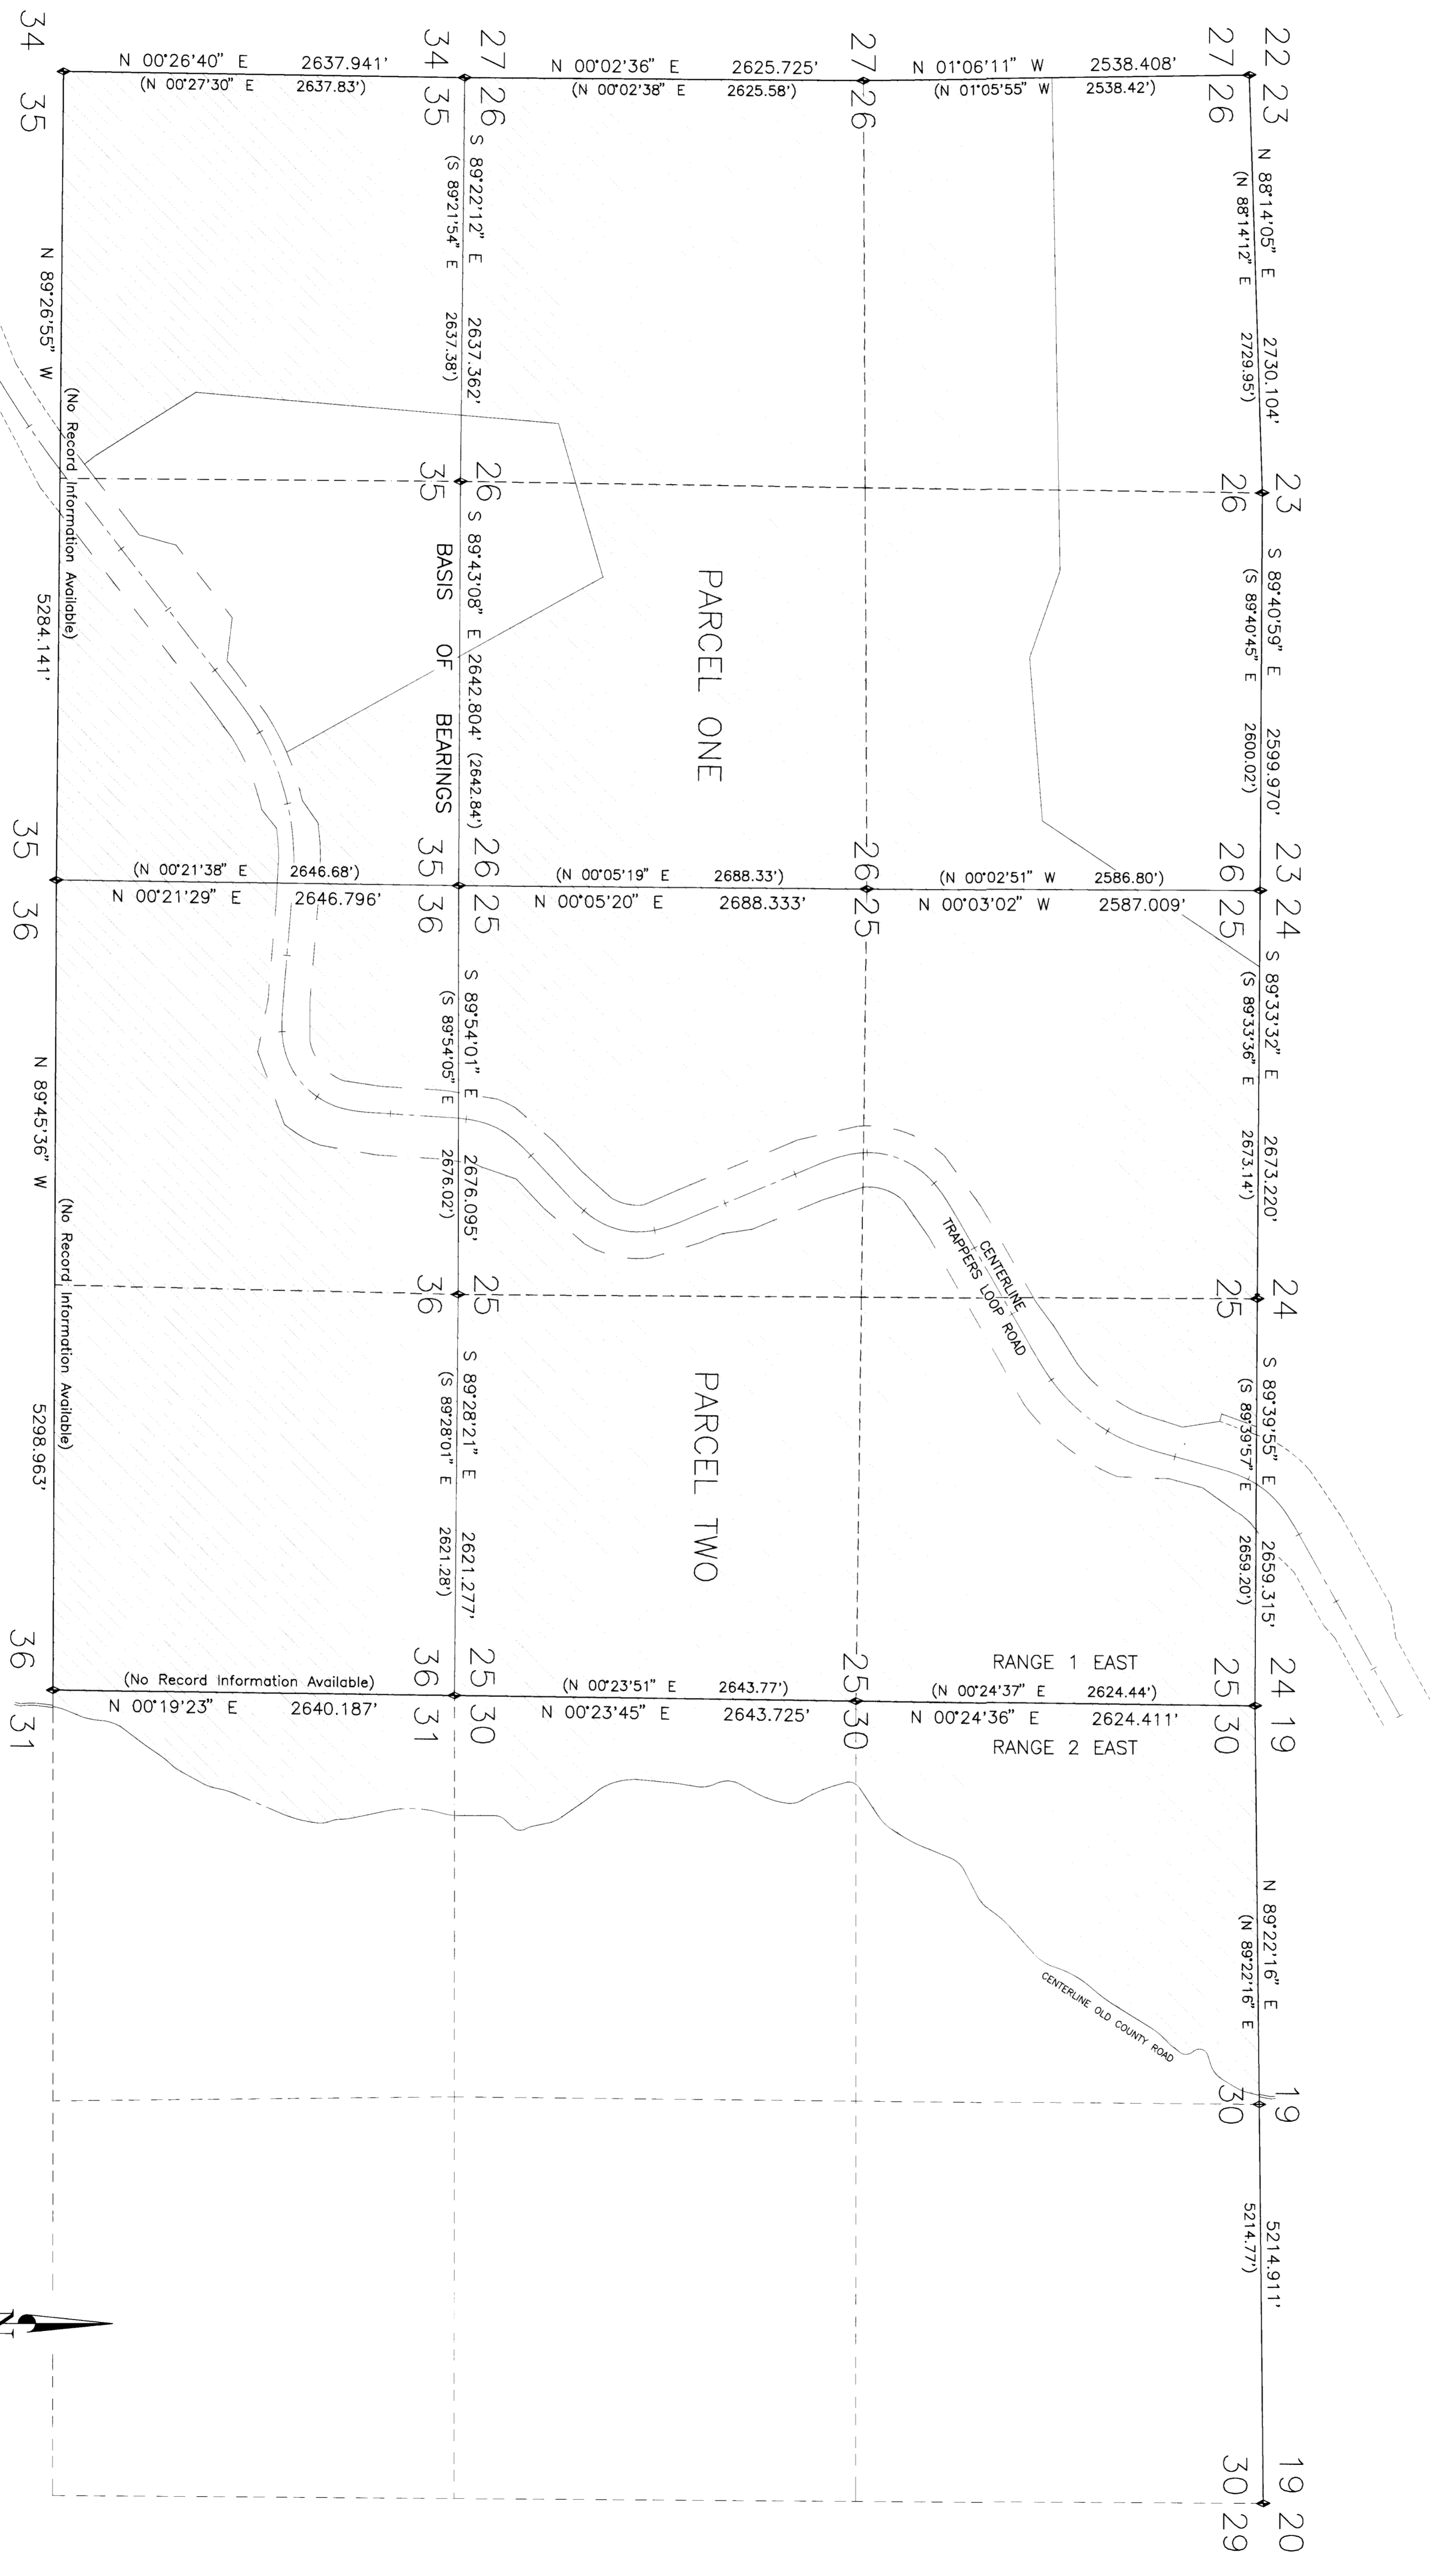 22 23
27 26
N 88°14'05" E 2730.104'
(N 88°14'12" E 2729.95')
23
26
S 89°40'59" E 2599.970'
(S 89°40'45" E 2600.02')
23 24
26 25
S 89°33'32" E 2673.220'
(S 89°33'36" E 2673.14')
24
25
S 89°39'55" E 2659.315'
(S 89°39'57" E 2659.20')
24 19
25 30
N 89°22'16" E 5214.911'
(N 89°22'16" E 5214.77')
19
30
19 20
30 29
N 01°06'11" W 2538.408'
(N 01°05'55" W 2538.42')
(N 00°02'51" W 2586.80')
N 00°03'02" W 2587.009'
CENTERLINE
TRAPPERS LOOP ROAD
RANGE 1 EAST
(N 00°24'37" E 2624.44')
N 00°24'36" E 2624.411'
RANGE 2 EAST
CENTERLINE OLD COUNTY ROAD
27 26
26 25
25 30
N 00°02'36" E 2625.725'
(N 00°02'38" E 2625.58')
PARCEL ONE
(N 00°05'19" E 2688.33')
N 00°05'20" E 2688.333'
PARCEL TWO
(N 00°23'51" E 2643.77')
N 00°23'45" E 2643.725'
27 26
34 35
S 89°22'12" E 2637.362'
(S 89°21'54" E 2637.38')
26
35
S 89°43'08" E 2642.804' (2642.84')
BASIS OF BEARINGS
26 25
35 36
S 89°54'01" E 2676.095'
(S 89°54'05" E 2676.02')
25
36
S 89°28'21" E 2621.277'
(S 89°28'01" E 2621.28')
25 30
36 31
N 00°26'40" E 2637.941'
(N 00°27'30" E 2637.83')
(N 00°21'38" E 2646.68')
N 00°21'29" E 2646.796'
(No Record Information Available)
N 00°19'23" E 2640.187'
(No Record Information Available)
N 89°26'55" W 5284.141'
(No Record Information Available)
N 89°45'36" W 5298.963'
34 35
35 36
36 31
N